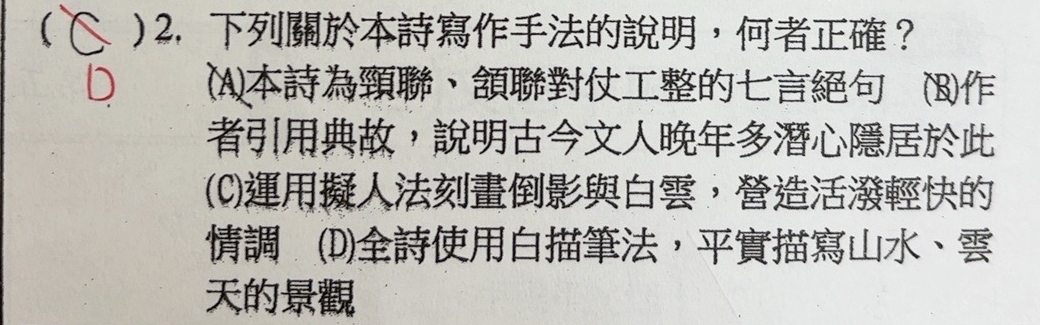 ( C )2. 下列關於本詩寫作手法的說明，何者正確？
D (A)本詩為頸聯、頷聯對仗工整的七言絕句　(B)作
者引用典故，說明古今文人晚年多潛心隱居於此
(C)運用擬人法刻畫倒影與白雲，營造活潑輕快的
情調　(D)全詩使用白描筆法，平實描寫山水、雲
天的景觀